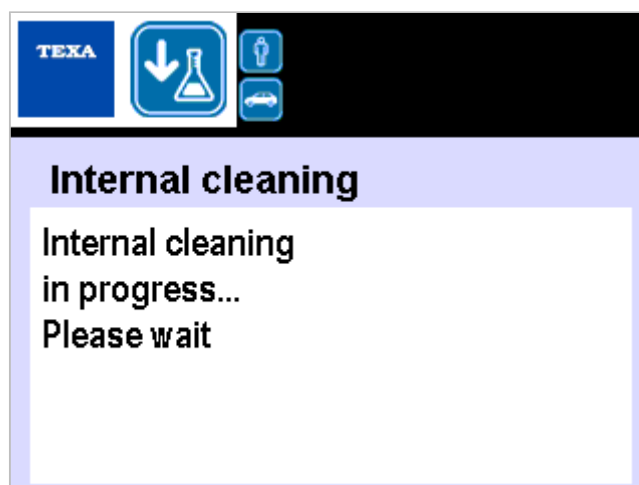 TEXA
Internal cleaning
Internal cleaning
in progress...
Please wait